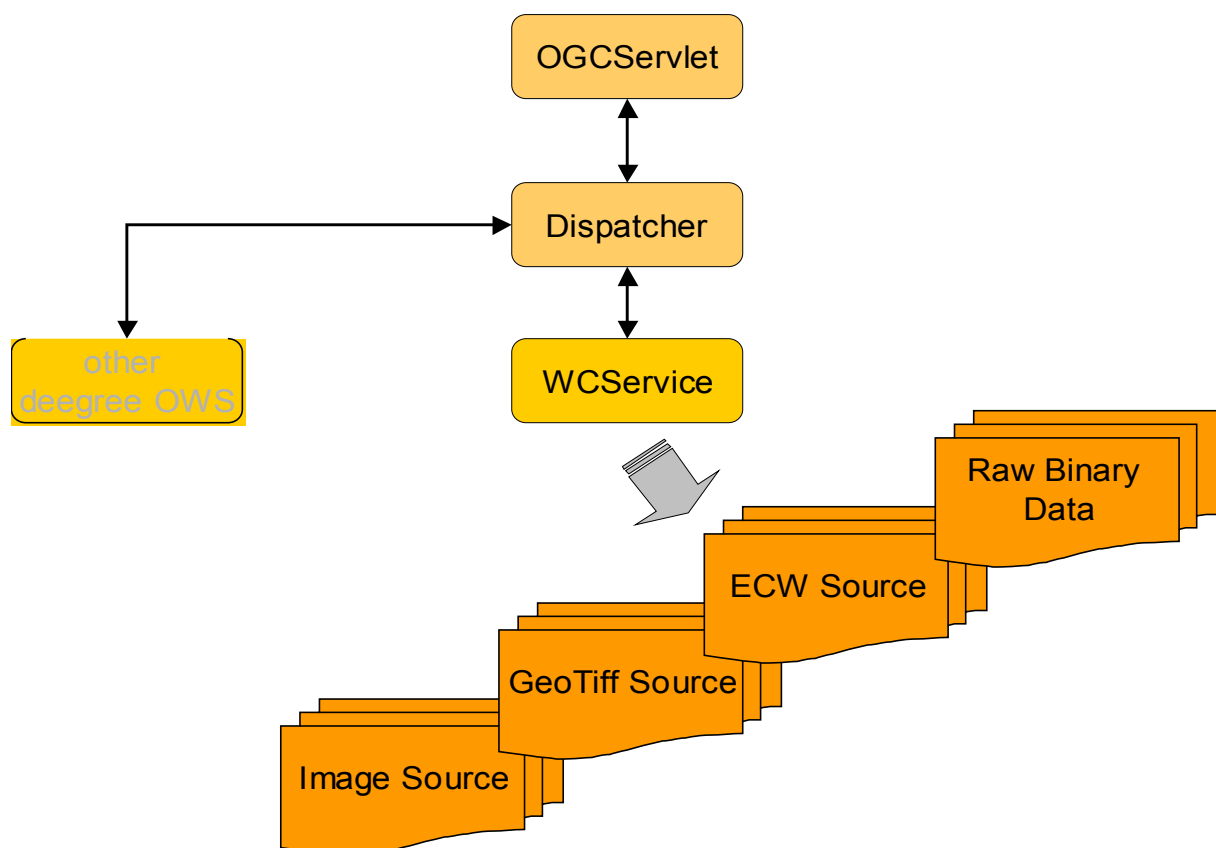 OGCServlet
Dispatcher
other
deegree OWS
WCService
Raw Binary
Data
ECW Source
GeoTiff Source
Image Source